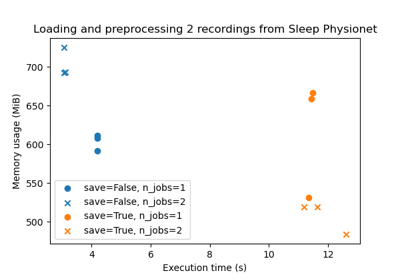 Loading and preprocessing 2 recordings from Sleep Physionet
Memory usage (MiB)
700
650
600
550
500
save=False, n_jobs=1
save=False, n_jobs=2
save=True, n_jobs=1
save=True, n_jobs=2
4
6
8
10
12
Execution time (s)